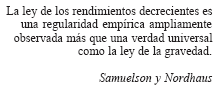 La ley de los rendimientos decrecientes es
una regularidad empírica ampliamente
observada más que una verdad universal
como la ley de la gravedad.
Samuelson y Nordhaus